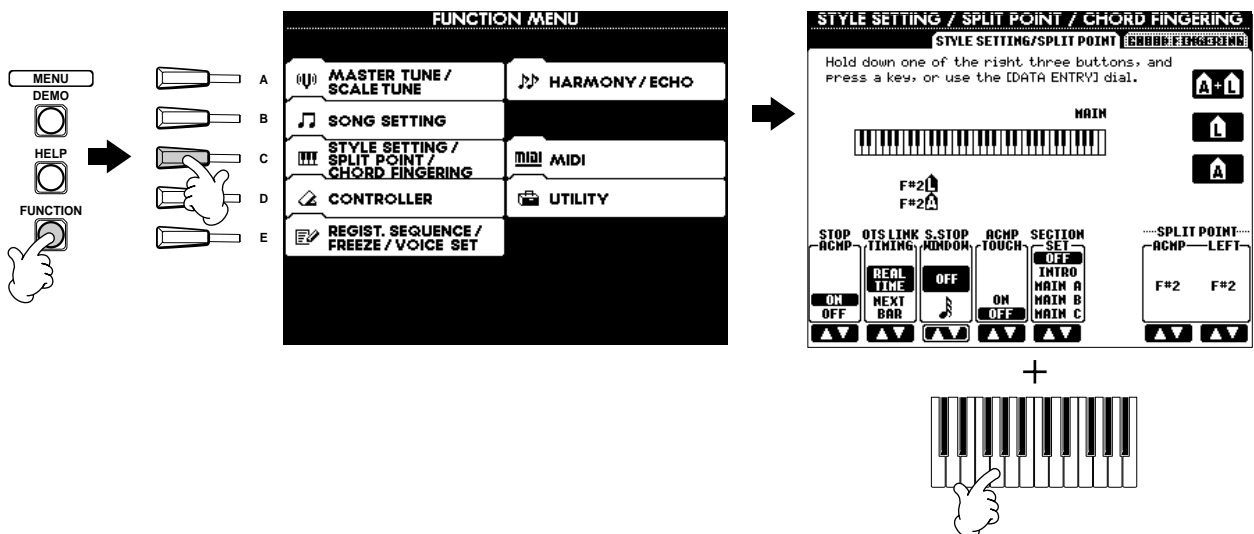 MENU
DEMO
HELP
FUNCTION
A
B
C
D
E
FUNCTION MENU
MASTER TUNE /
SCALE TUNE
HARMONY / ECHO
SONG SETTING
STYLE SETTING /
SPLIT POINT /
CHORD FINGERING
MIDI MIDI
CONTROLLER
UTILITY
REGIST. SEQUENCE /
FREEZE / VOICE SET
STYLE SETTING / SPLIT POINT / CHORD FINGERING
STYLE SETTING/SPLIT POINT CHORD FINGERING
Hold down one of the right three buttons, and
press a key, or use the [DATA ENTRY] dial.
A+L
L
A
MAIN
F#2 L
F#2 A
STOP ACMP
ON
OFF
OTS LINK TIMING
REAL TIME
NEXT BAR
S.STOP WINDOW
OFF
ACMP TOUCH
ON
OFF
SECTION SET
OFF
INTRO
MAIN A
MAIN B
MAIN C
SPLIT POINT
ACMP LEFT
F#2 F#2
+